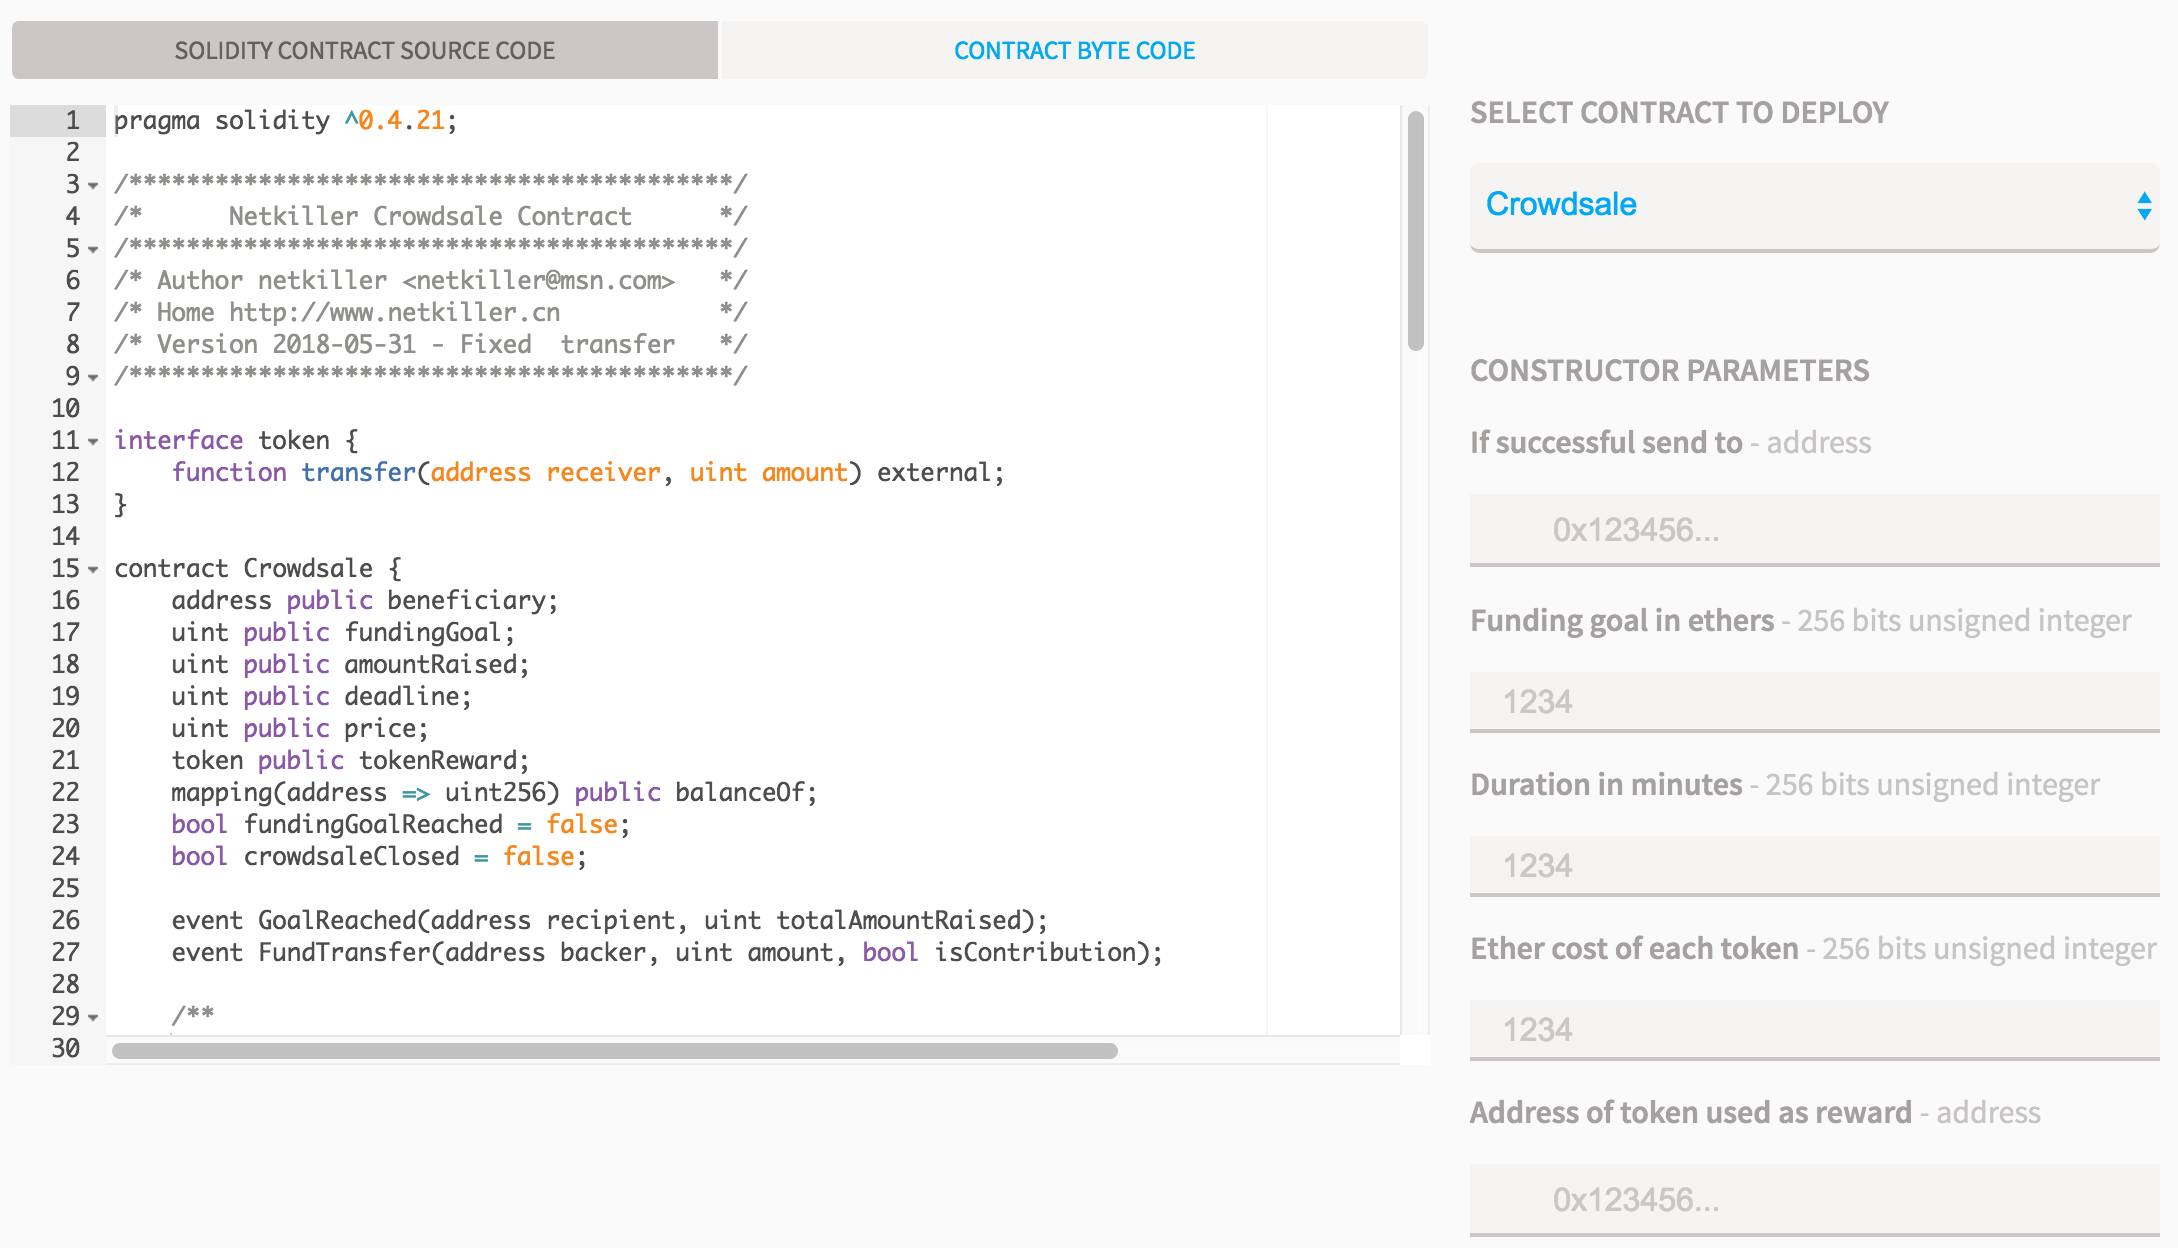 SOLIDITY CONTRACT SOURCE CODE
CONTRACT BYTE CODE
1 pragma solidity ^0.4.21;
2
3 /******************************************/
4 /*      Netkiller Crowdsale Contract      */
5 /******************************************/
6 /* Author netkiller <netkiller@msn.com>   */
7 /* Home http://www.netkiller.cn           */
8 /* Version 2018-05-31 - Fixed  transfer   */
9 /******************************************/
10
11 interface token {
12     function transfer(address receiver, uint amount) external;
13 }
14
15 contract Crowdsale {
16     address public beneficiary;
17     uint public fundingGoal;
18     uint public amountRaised;
19     uint public deadline;
20     uint public price;
21     token public tokenReward;
22     mapping(address => uint256) public balanceOf;
23     bool fundingGoalReached = false;
24     bool crowdsaleClosed = false;
25
26     event GoalReached(address recipient, uint totalAmountRaised);
27     event FundTransfer(address backer, uint amount, bool isContribution);
28
29     /**
30
SELECT CONTRACT TO DEPLOY
Crowdsale
CONSTRUCTOR PARAMETERS
If successful send to - address
0x123456...
Funding goal in ethers - 256 bits unsigned integer
1234
Duration in minutes - 256 bits unsigned integer
1234
Ether cost of each token - 256 bits unsigned integer
1234
Address of token used as reward - address
0x123456...